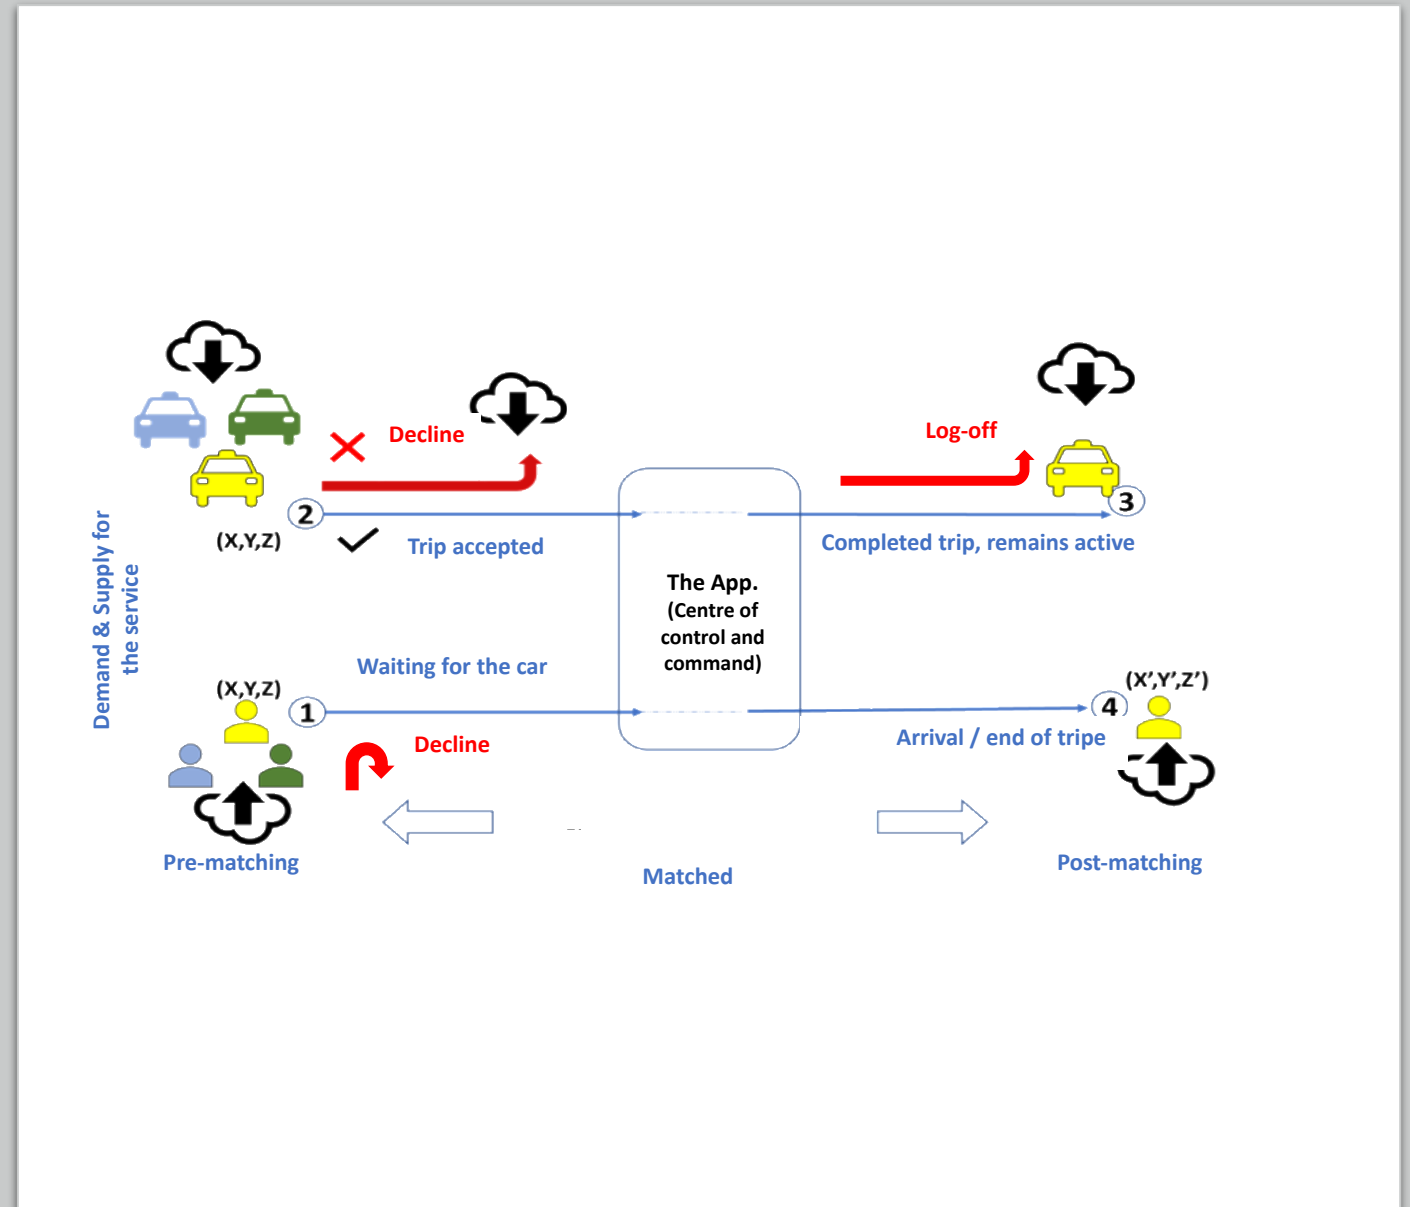 Decline
Log-off
2
3
(X,Y,Z)
Trip accepted
Completed trip, remains active
Demand & Supply for
the service
The App.
(Centre of
control and
command)
Waiting for the car
(X,Y,Z)
(X’,Y’,Z’)
1
4
Decline
Arrival / end of tripe
Pre-matching
Matched
Post-matching